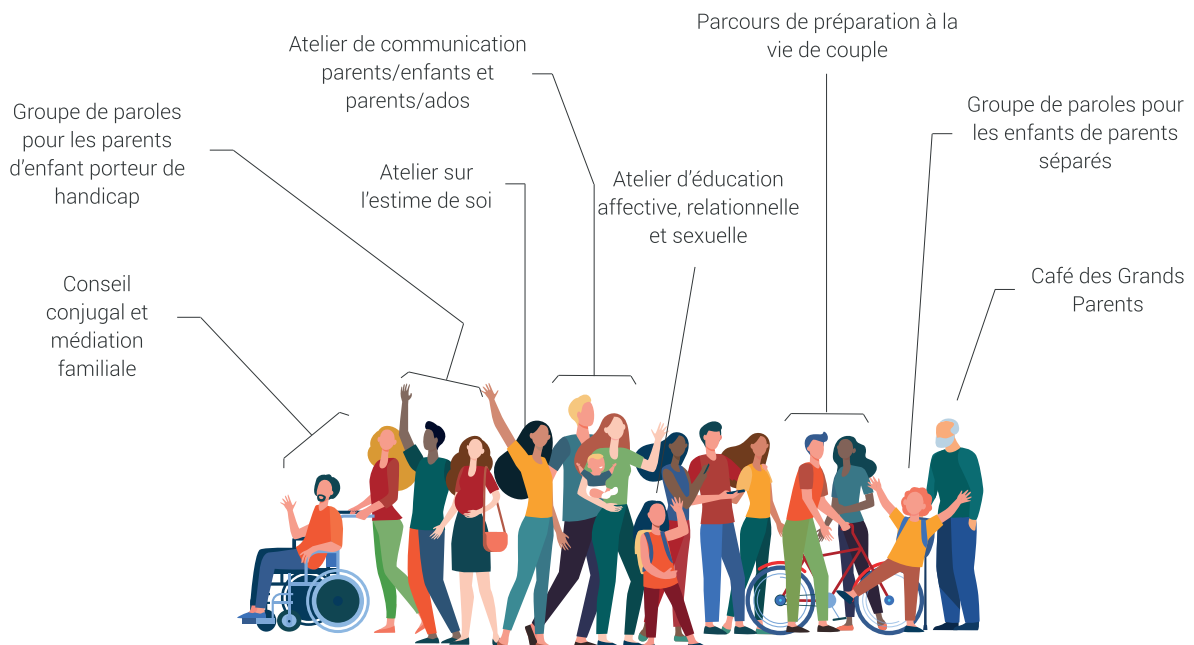 Parcours de préparation à la
vie de couple
Atelier de communication
parents/enfants et
parents/ados
Groupe de paroles
pour les parents
d'enfant porteur de
handicap
Groupe de paroles pour
les enfants de parents
séparés
Atelier sur
l'estime de soi
Atelier d'éducation
affective, relationnelle
et sexuelle
Conseil
conjugal et
médiation
familiale
Café des Grands
Parents